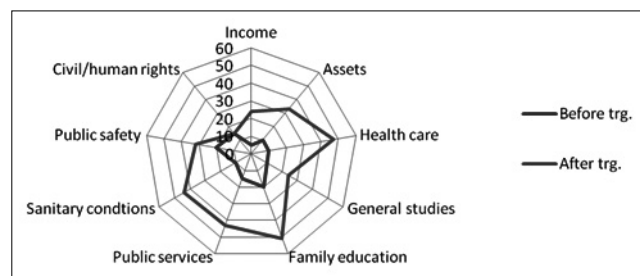 Income
60
50
40
30
20
10
0
Assets
Health care
General studies
Family education
Public services
Sanitary condtions
Public safety
Civil/human rights
Before trg.
After trg.